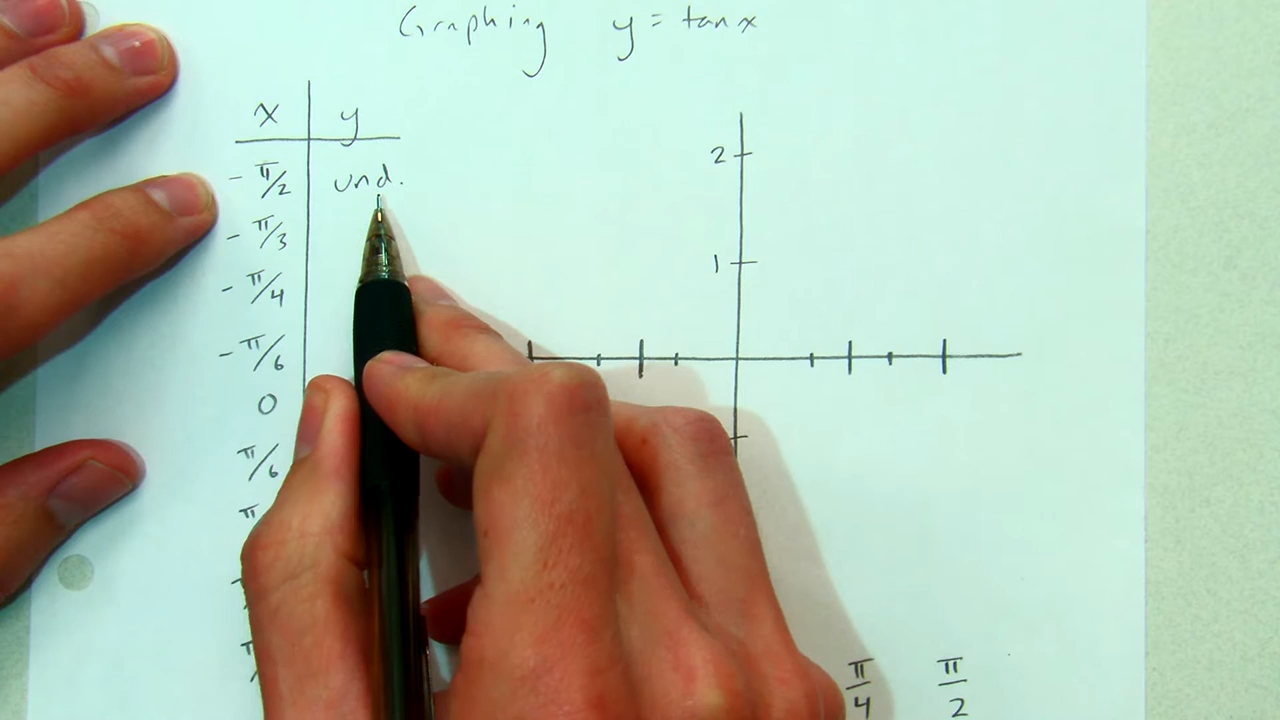 Graphing y = tan x
x y
- π/2 und.
- π/3
- π/4
- π/6
0
π/6
π
2
1
π/4 π/2